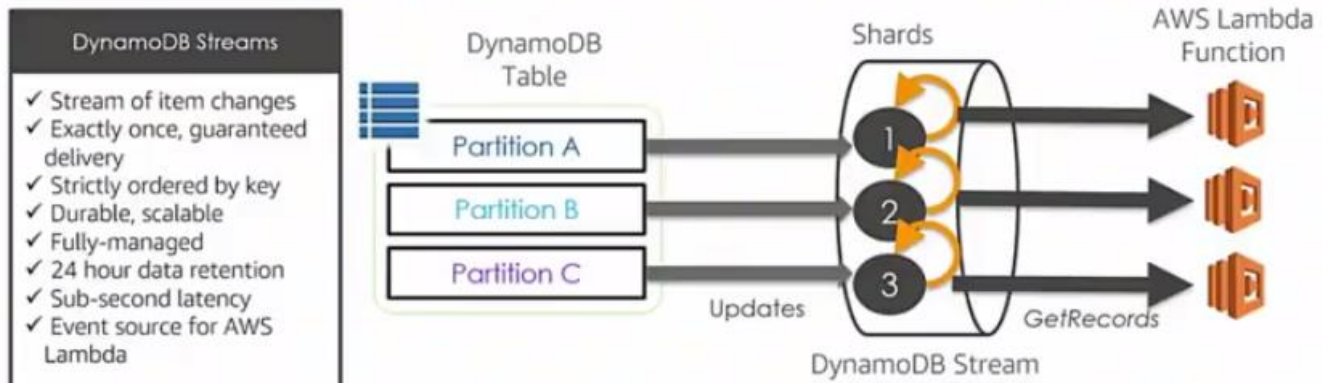 DynamoDB Streams
✓ Stream of item changes
✓ Exactly once, guaranteed
delivery
✓ Strictly ordered by key
✓ Durable, scalable
✓ Fully-managed
✓ 24 hour data retention
✓ Sub-second latency
✓ Event source for AWS
Lambda
DynamoDB
Table
Partition A
Partition B
Partition C
Updates
Shards
1
2
3
DynamoDB Stream
GetRecords
AWS Lambda
Function